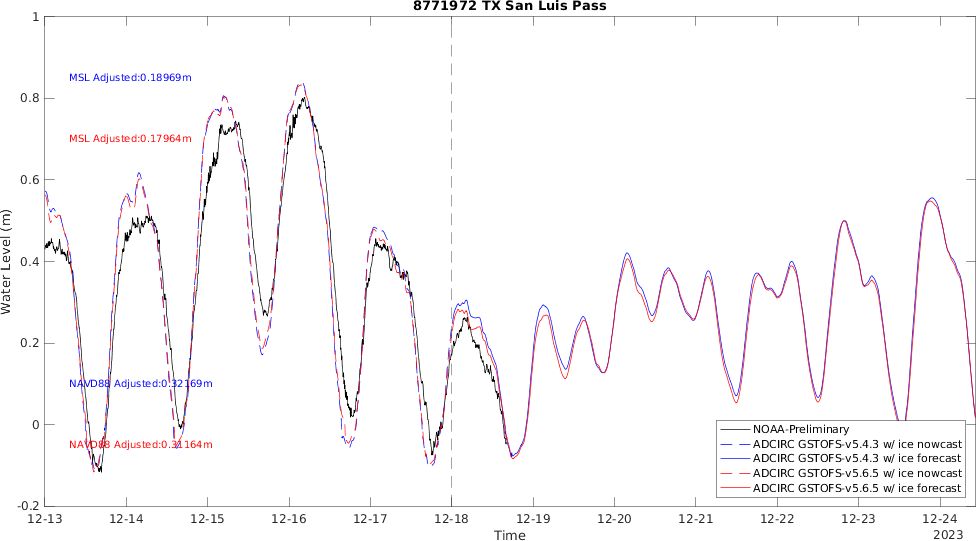 8771972 TX San Luis Pass
1
0.8
0.6
0.4
0.2
0
-0.2
Water Level (m)
MSL Adjusted:0.18969m
MSL Adjusted:0.17964m
NAVD88 Adjusted:0.32169m
NAVD88 Adjusted:0.31164m
NOAA-Preliminary
ADCIRC GSTOFS-v5.4.3 w/ ice nowcast
ADCIRC GSTOFS-v5.4.3 w/ ice forecast
ADCIRC GSTOFS-v5.6.5 w/ ice nowcast
ADCIRC GSTOFS-v5.6.5 w/ ice forecast
12-13 12-14 12-15 12-16 12-17 12-18 12-19 12-20 12-21 12-22 12-23 12-24
Time
2023